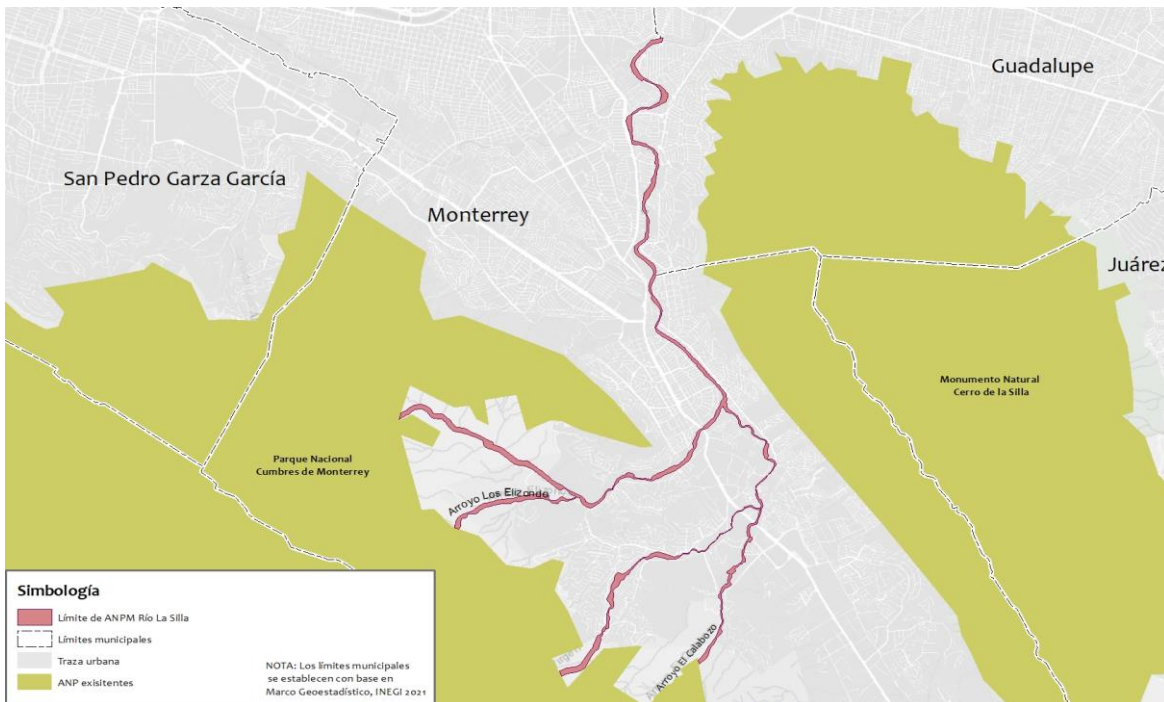 Guadalupe
San Pedro Garza García
Monterrey
Juárez
Monumento Natural
Cerro de la Silla
Parque Nacional
Cumbres de Monterrey
Arroyo Los Elizondo
Arroyo El Calabozo
Simbología
Límite de ANPM Río La Silla
Límites municipales
Traza urbana
ANP exisitentes
NOTA: Los límites municipales
se establecen con base en
Marco Geoestadístico, INEGI 2021